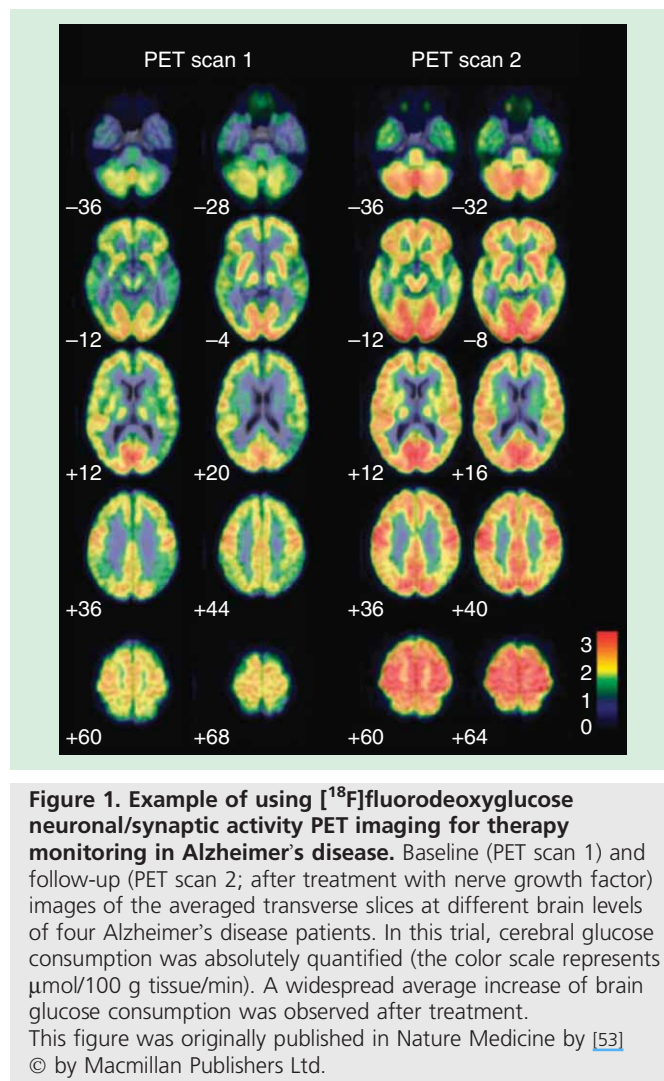 PET scan 1 PET scan 2
–36 –28 –36 –32
–12 –4 –12 –8
+12 +20 +12 +16
+36 +44 +36 +40
3
2
1
0
+60 +68 +60 +64
Figure 1. Example of using [18F]fluorodeoxyglucose
neuronal/synaptic activity PET imaging for therapy
monitoring in Alzheimer's disease. Baseline (PET scan 1) and
follow-up (PET scan 2; after treatment with nerve growth factor)
images of the averaged transverse slices at different brain levels
of four Alzheimer's disease patients. In this trial, cerebral glucose
consumption was absolutely quantified (the color scale represents
μmol/100 g tissue/min). A widespread average increase of brain
glucose consumption was observed after treatment.
This figure was originally published in Nature Medicine by [53]
© by Macmillan Publishers Ltd.